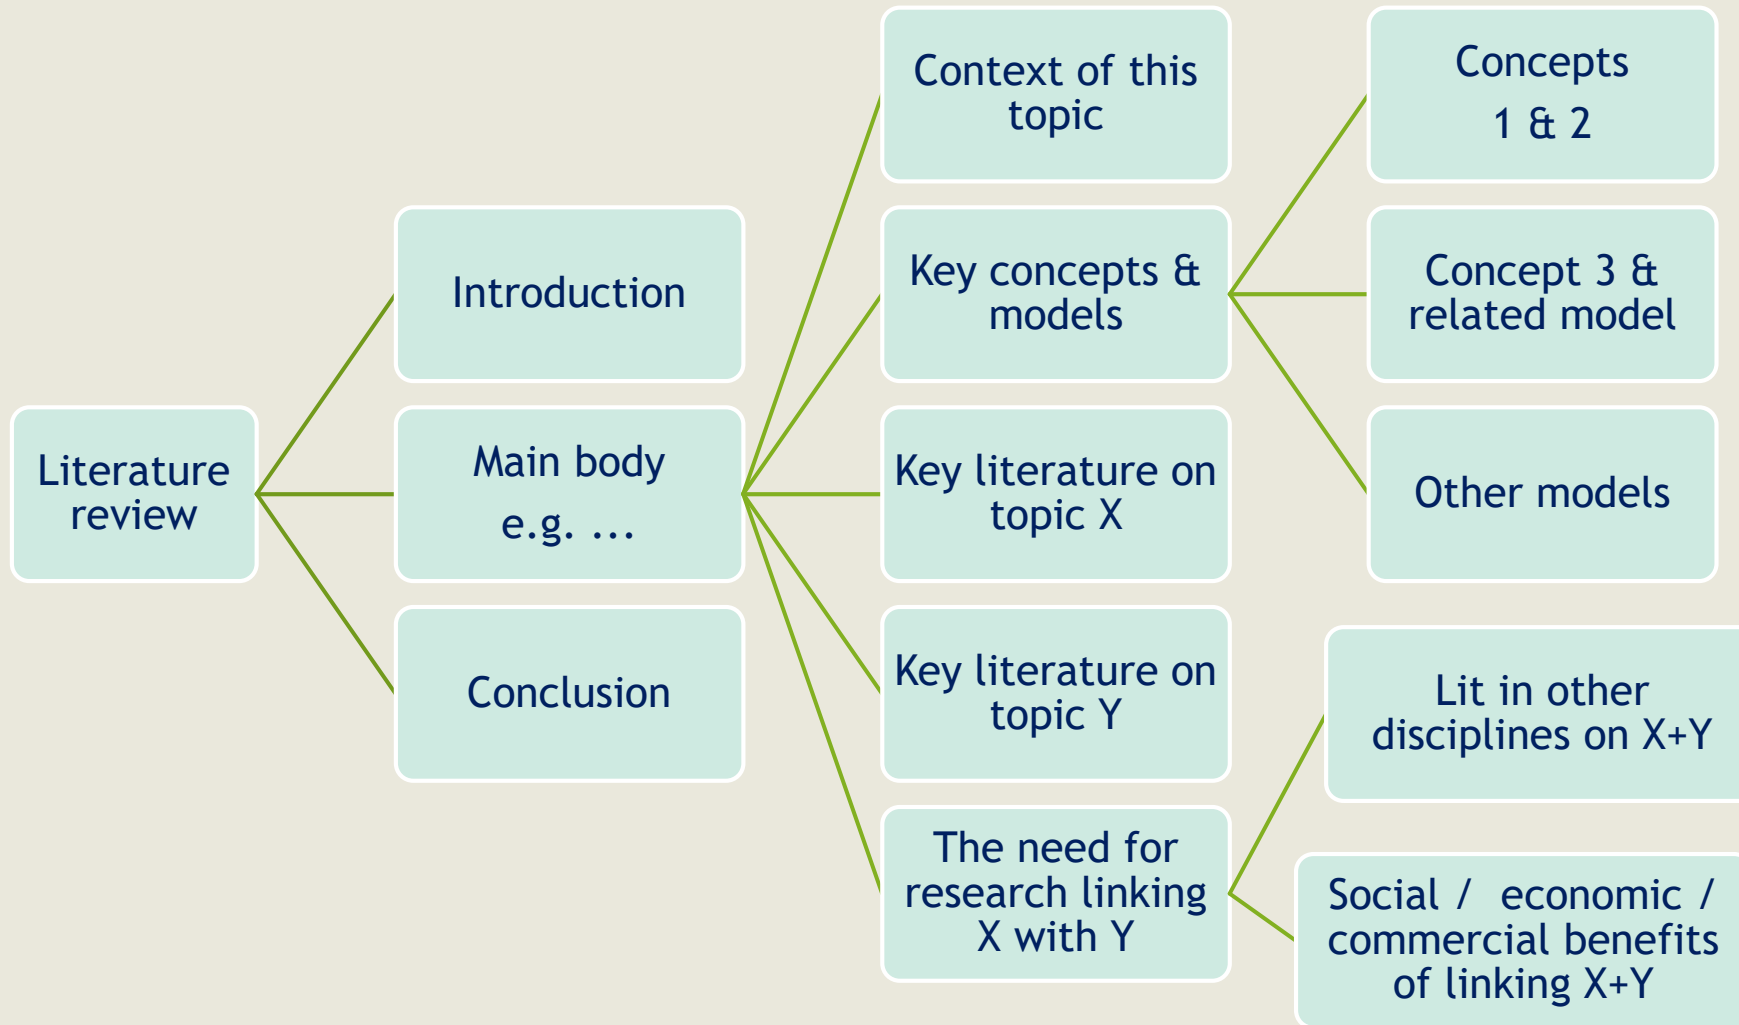 Literature
review
Introduction
Main body
e.g. ...
Conclusion
Context of this
topic
Key concepts &
models
Key literature on
topic X
Key literature on
topic Y
The need for
research linking
X with Y
Concepts
1 & 2
Concept 3 &
related model
Other models
Lit in other
disciplines on X+Y
Social / economic /
commercial benefits
of linking X+Y